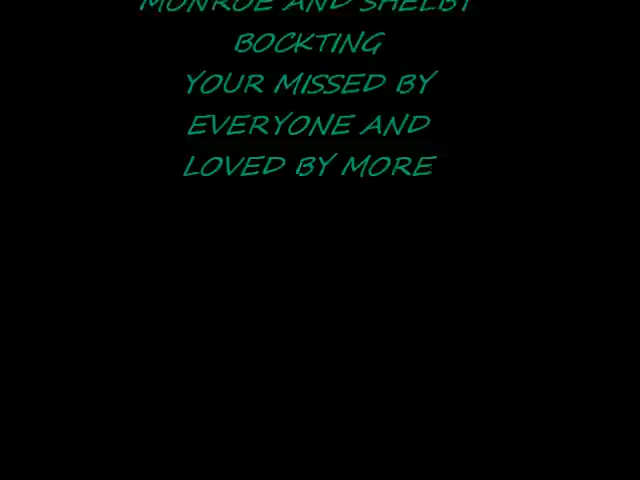 MONROE AND SHELBY
BOCKTING
YOUR MISSED BY
EVERYONE AND
LOVED BY MORE